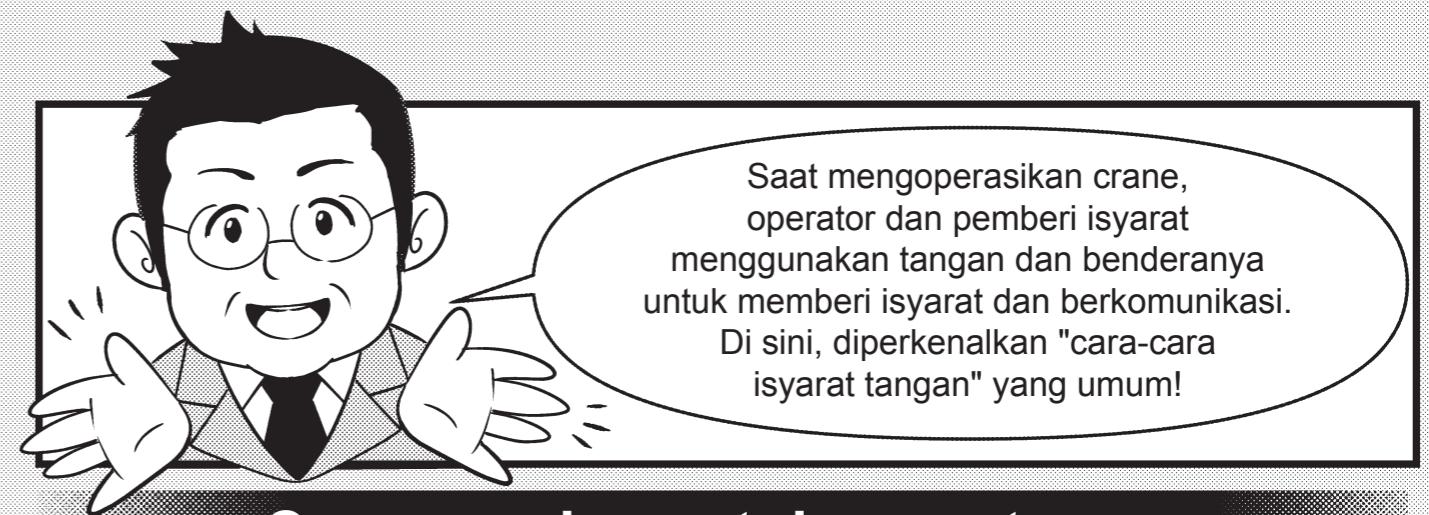 Saat mengoperasikan crane,
operator dan pemberi isyarat
menggunakan tangan dan benderanya
untuk memberi isyarat dan berkomunikasi.
Di sini, diperkenalkan "cara-cara
isyarat tangan" yang umum!